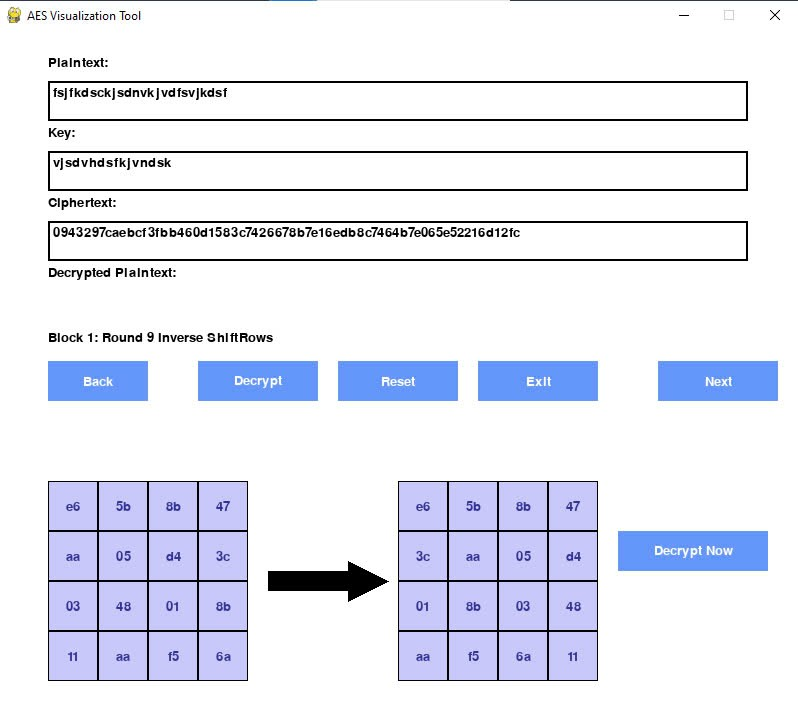 AES Visualization Tool
Plaintext:
fsjfkdsckjsdnvkjvdfsvjkdsf
Key:
vjsdvhdsfkjvndsk
Ciphertext:
0943297caebcf3fbb460d1583c7426678b7e16edb8c7464b7e065e52216d12fc
Decrypted Plaintext:
Block 1: Round 9 Inverse ShiftRows
Back Decrypt Reset Exit Next
e6 5b 8b 47 e6 5b 8b 47
aa 05 d4 3c 3c aa 05 d4
Decrypt Now
03 48 01 8b 01 8b 03 48
11 aa f5 6a aa f5 6a 11